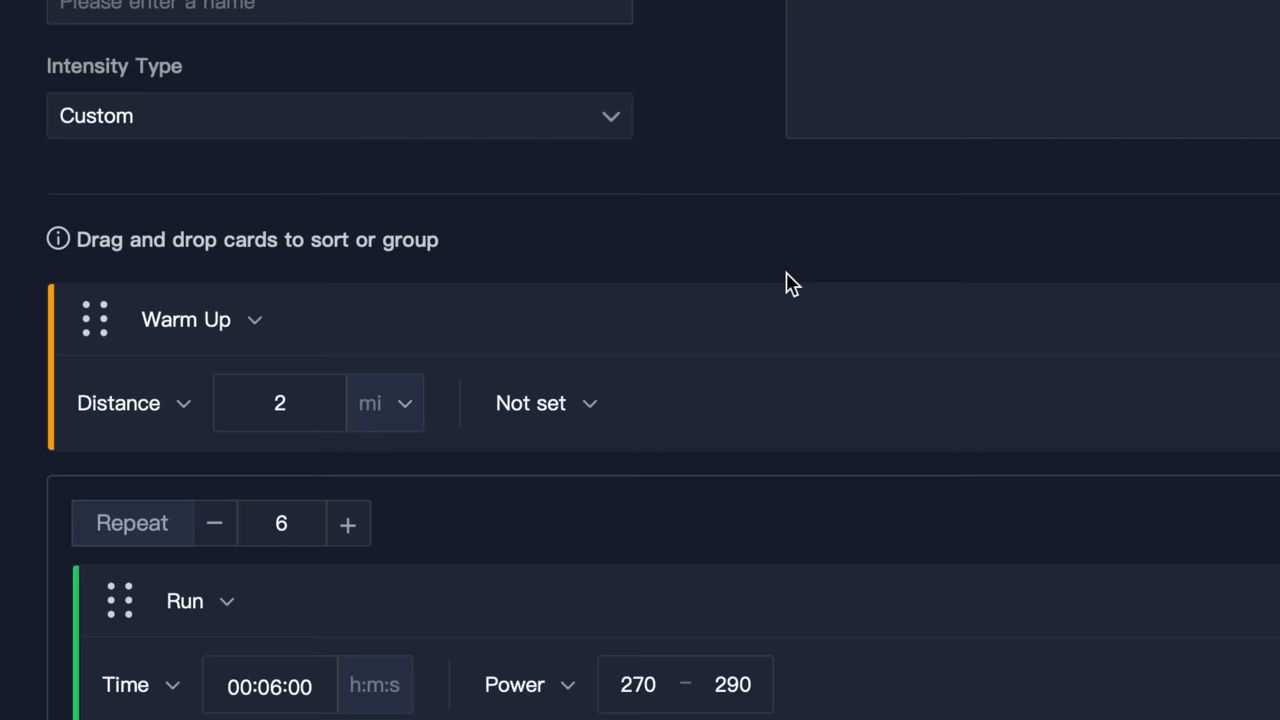 Please enter a name
Intensity Type
Custom
Drag and drop cards to sort or group
Warm Up
Distance 2 mi Not set
Repeat − 6 +
Run
Time 00:06:00 h:m:s Power 270 – 290